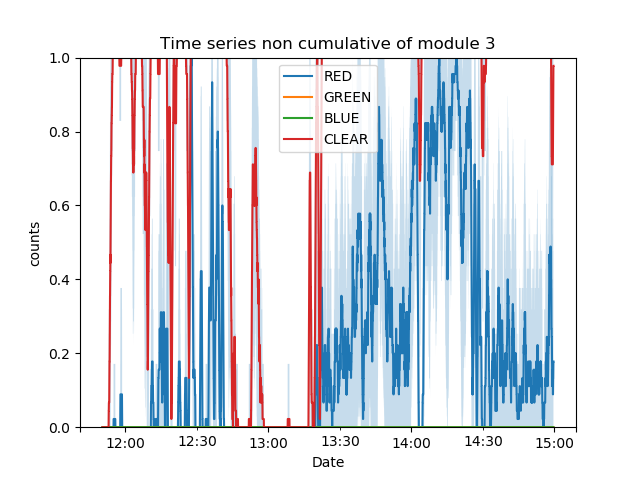 Time series non cumulative of module 3
RED
GREEN
BLUE
CLEAR
counts
1.0
0.8
0.6
0.4
0.2
0.0
12:00 12:30 13:00 13:30 14:00 14:30 15:00
Date